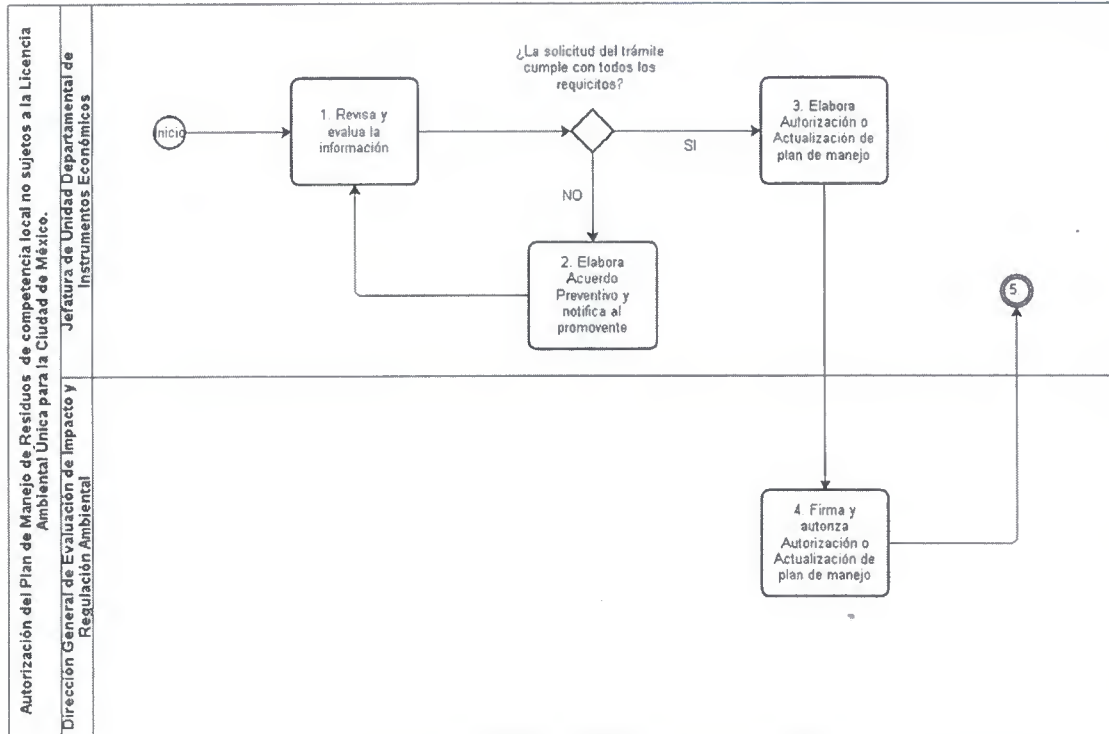 Autorización del Plan de Manejo de Residuos de competencia local no sujetos a la Licencia
Ambiental Única para la Ciudad de México.
Jefatura de Unidad Departamental de
Instrumentos Económicos
Inicio
1. Revisa y
evalua la
información
¿La solicitud del trámite
cumple con todos los
requicitos?
SI
NO
2. Elabora
Acuerdo
Preventivo y
notifica al
promovente
3. Elabora
Autorización o
Actualización de
plan de manejo
5
Dirección General de Evaluación de Impacto y
Regulación Ambiental
4. Firma y
autoriza
Autorización o
Actualización de
plan de manejo